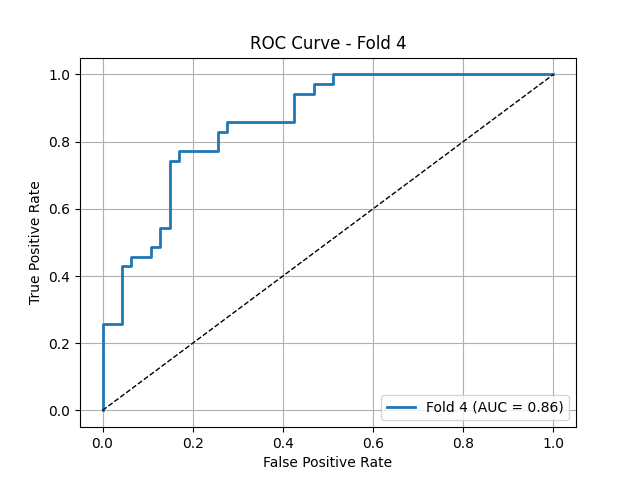 ROC Curve - Fold 4
True Positive Rate
1.0
0.8
0.6
0.4
0.2
0.0
Fold 4 (AUC = 0.86)
0.0 0.2 0.4 0.6 0.8 1.0
False Positive Rate